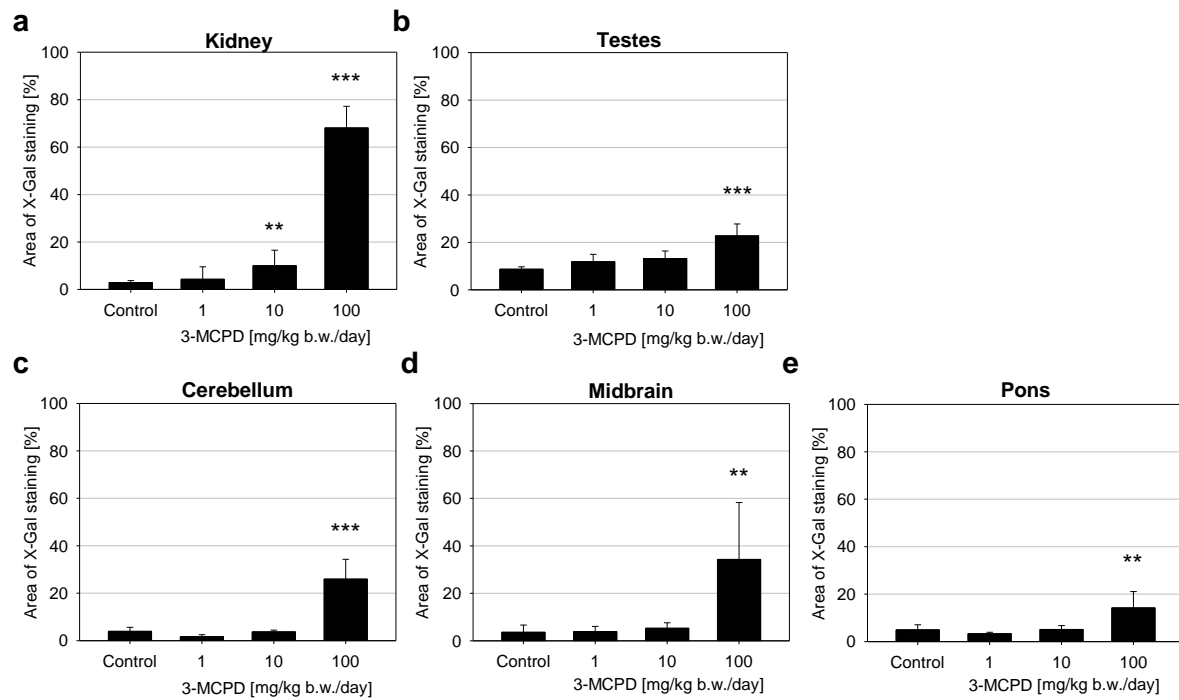 a
Kidney
Area of X-Gal staining [%]
100
80
60
40
20
0
***
**
Control 1 10 100
3-MCPD [mg/kg b.w./day]
b
Testes
Area of X-Gal staining [%]
100
80
60
40
20
0
***
Control 1 10 100
3-MCPD [mg/kg b.w./day]
c
Cerebellum
Area of X-Gal staining [%]
100
80
60
40
20
0
***
Control 1 10 100
3-MCPD [mg/kg b.w./day]
d
Midbrain
Area of X-Gal staining [%]
100
80
60
40
20
0
**
Control 1 10 100
3-MCPD [mg/kg b.w./day]
e
Pons
Area of X-Gal staining [%]
100
80
60
40
20
0
**
Control 1 10 100
3-MCPD [mg/kg b.w./day]